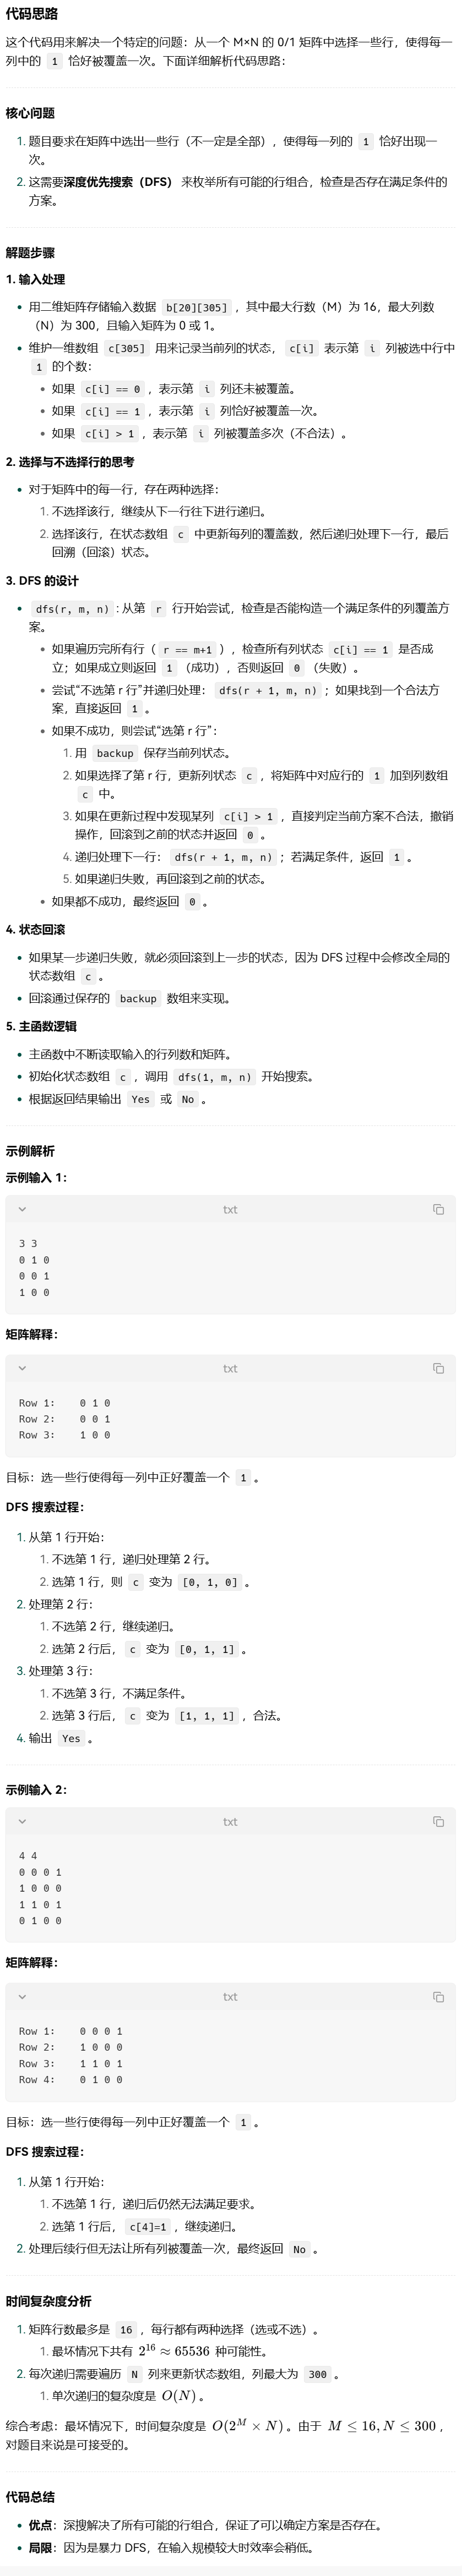 代码思路
这个代码用来解决一个特定的问题：从一个 M×N 的 0/1 矩阵中选择一些行，使得每一
列中的 1 恰好被覆盖一次。下面详细解析代码思路：
核心问题
1. 题目要求在矩阵中选出一些行（不一定是全部），使得每一列的 1 恰好出现一
次。
2. 这需要深度优先搜索（DFS） 来枚举所有可能的行组合，检查是否存在满足条件的
方案。
解题步骤
1. 输入处理
• 用二维矩阵存储输入数据 b[20][305] ，其中最大行数（M）为 16，最大列数
（N）为 300，且输入矩阵为 0 或 1。
• 维护一维数组 c[305] 用来记录当前列的状态， c[i] 表示第 i 列被选中行中
1 的个数：
• 如果 c[i] == 0 ，表示第 i 列还未被覆盖。
• 如果 c[i] == 1 ，表示第 i 列恰好被覆盖一次。
• 如果 c[i] > 1 ，表示第 i 列被覆盖多次（不合法）。
2. 选择与不选择行的思考
• 对于矩阵中的每一行，存在两种选择：
1. 不选择该行，继续从下一行往下进行递归。
2. 选择该行，在状态数组 c 中更新每列的覆盖数，然后递归处理下一行，最后
回溯（回滚）状态。
3. DFS 的设计
• dfs(r, m, n) : 从第 r 行开始尝试，检查是否能构造一个满足条件的列覆盖方
案。
• 如果遍历完所有行（ r == m+1 ），检查所有列状态 c[i] == 1 是否成
立；如果成立则返回 1 （成功），否则返回 0 （失败）。
• 尝试“不选第 r 行”并递归处理： dfs(r + 1, m, n) ；如果找到一个合法方
案，直接返回 1 。
• 如果不成功，则尝试“选第 r 行”：
1. 用 backup 保存当前列状态。
2. 如果选择了第 r 行，更新列状态 c ，将矩阵中对应行的 1 加到列数组
c 中。
3. 如果在更新过程中发现某列 c[i] > 1 ，直接判定当前方案不合法，撤销
操作，回滚到之前的状态并返回 0 。
4. 递归处理下一行： dfs(r + 1, m, n) ；若满足条件，返回 1 。
5. 如果递归失败，再回滚到之前的状态。
• 如果都不成功，最终返回 0 。
4. 状态回滚
• 如果某一步递归失败，就必须回滚到上一步的状态，因为 DFS 过程中会修改全局的
状态数组 c 。
• 回滚通过保存的 backup 数组来实现。
5. 主函数逻辑
• 主函数中不断读取输入的行列数和矩阵。
• 初始化状态数组 c ，调用 dfs(1, m, n) 开始搜索。
• 根据返回结果输出 Yes 或 No 。
示例解析
示例输入 1：
txt
3 3
0 1 0
0 0 1
1 0 0
矩阵解释：
txt
Row 1: 0 1 0
Row 2: 0 0 1
Row 3: 1 0 0
目标：选一些行使得每一列中正好覆盖一个 1 。
DFS 搜索过程：
1. 从第 1 行开始：
1. 不选第 1 行，递归处理第 2 行。
2. 选第 1 行，则 c 变为 [0, 1, 0] 。
2. 处理第 2 行：
1. 不选第 2 行，继续递归。
2. 选第 2 行后， c 变为 [0, 1, 1] 。
3. 处理第 3 行：
1. 不选第 3 行，不满足条件。
2. 选第 3 行后， c 变为 [1, 1, 1] ，合法。
4. 输出 Yes 。
示例输入 2：
txt
4 4
0 0 0 1
1 0 0 0
1 1 0 1
0 1 0 0
矩阵解释：
txt
Row 1: 0 0 0 1
Row 2: 1 0 0 0
Row 3: 1 1 0 1
Row 4: 0 1 0 0
目标：选一些行使得每一列中正好覆盖一个 1 。
DFS 搜索过程：
1. 从第 1 行开始：
1. 不选第 1 行，递归后仍然无法满足要求。
2. 选第 1 行后， c[4]=1 ，继续递归。
2. 处理后续行但无法让所有列被覆盖一次，最终返回 No 。
时间复杂度分析
1. 矩阵行数最多是 16 ，每行都有两种选择（选或不选）。
1. 最坏情况下共有 2^16 ≈ 65536 种可能性。
2. 每次递归需要遍历 N 列来更新状态数组，列最大为 300 。
1. 单次递归的复杂度是 O(N) 。
综合考虑：最坏情况下，时间复杂度是 O(2^M × N) 。由于 M ≤ 16, N ≤ 300 ，
对题目来说是可接受的。
代码总结
• 优点：深搜解决了所有可能的行组合，保证了可以确定方案是否存在。
• 局限：因为是暴力 DFS，在输入规模较大时效率会稍低。